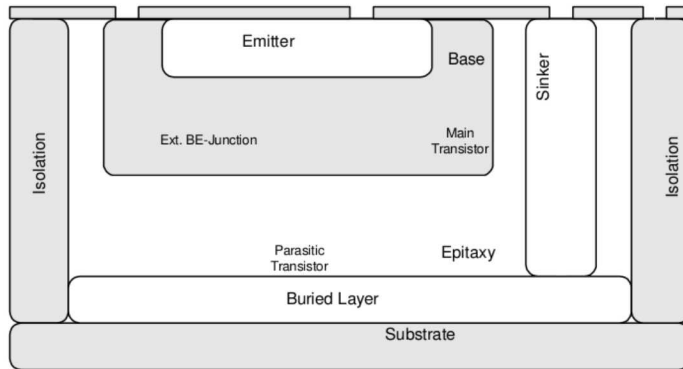 Emitter
Base
Sinker
Ext. BE-Junction
Main
Transistor
Isolation
Isolation
Parasitic
Transistor
Epitaxy
Buried Layer
Substrate